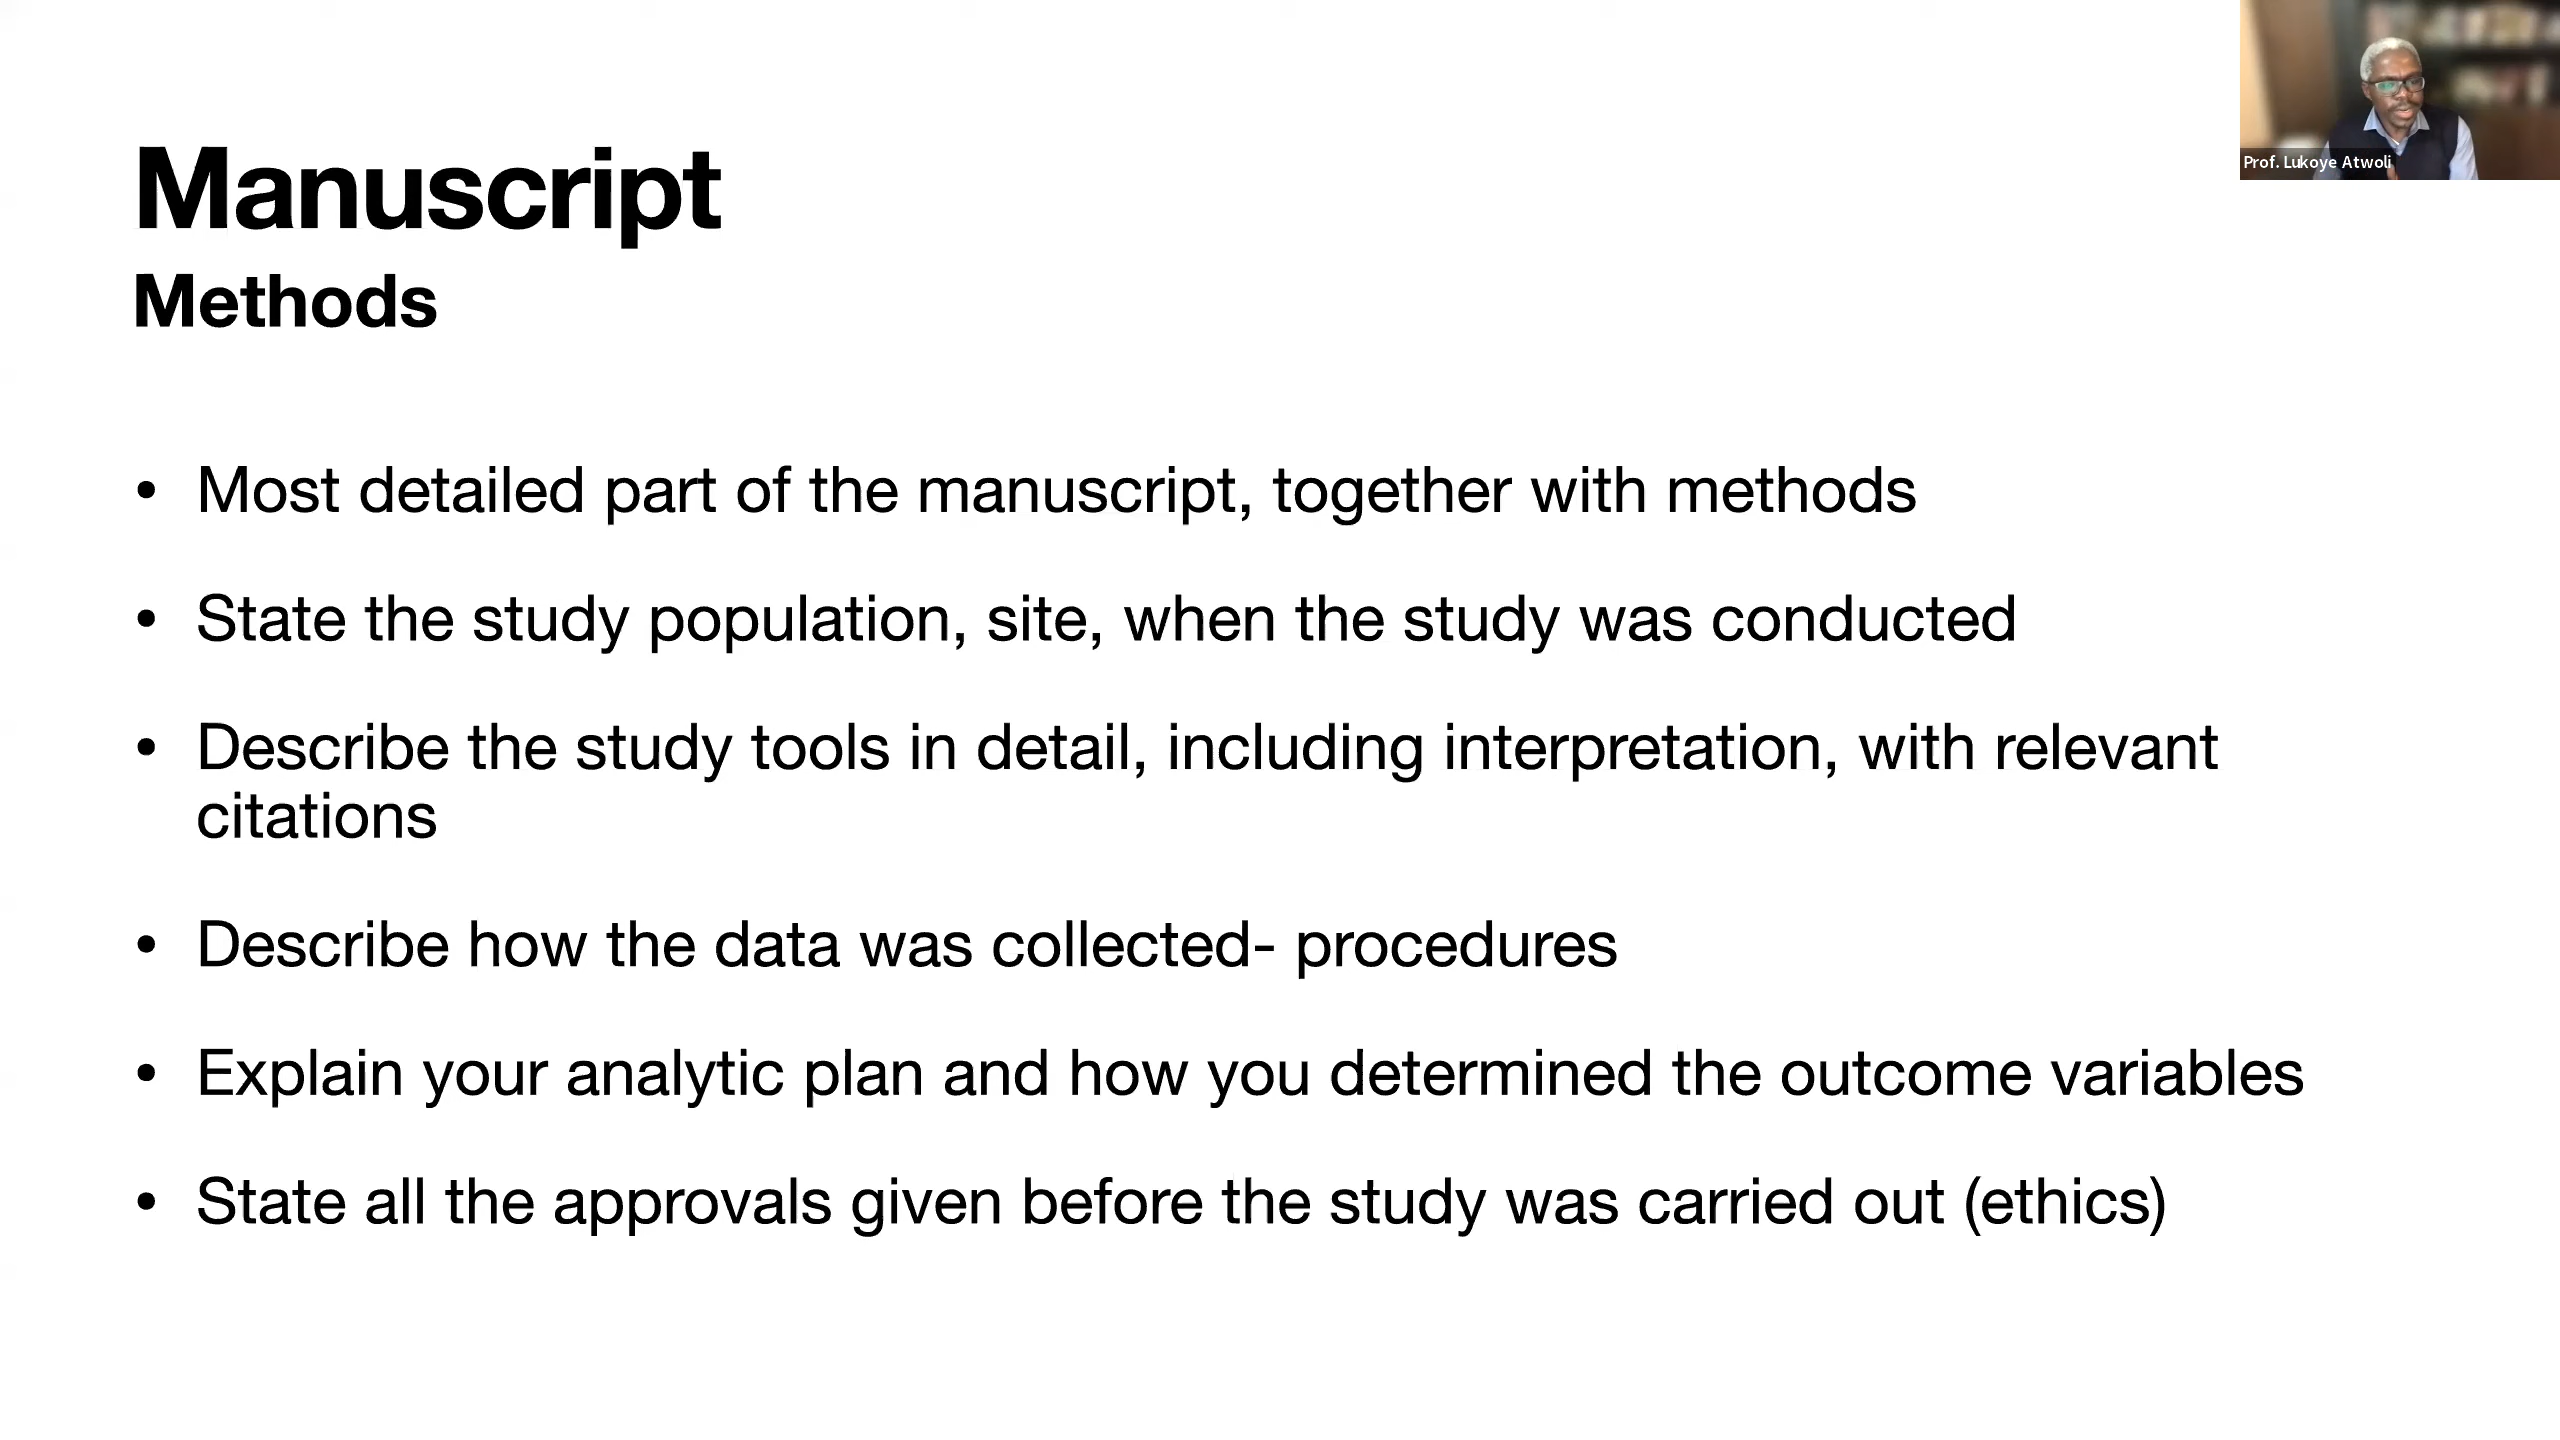 Manuscript
Methods
• Most detailed part of the manuscript, together with methods
• State the study population, site, when the study was conducted
• Describe the study tools in detail, including interpretation, with relevant
citations
• Describe how the data was collected- procedures
• Explain your analytic plan and how you determined the outcome variables
• State all the approvals given before the study was carried out (ethics)
Prof. Lukoye Atwoli